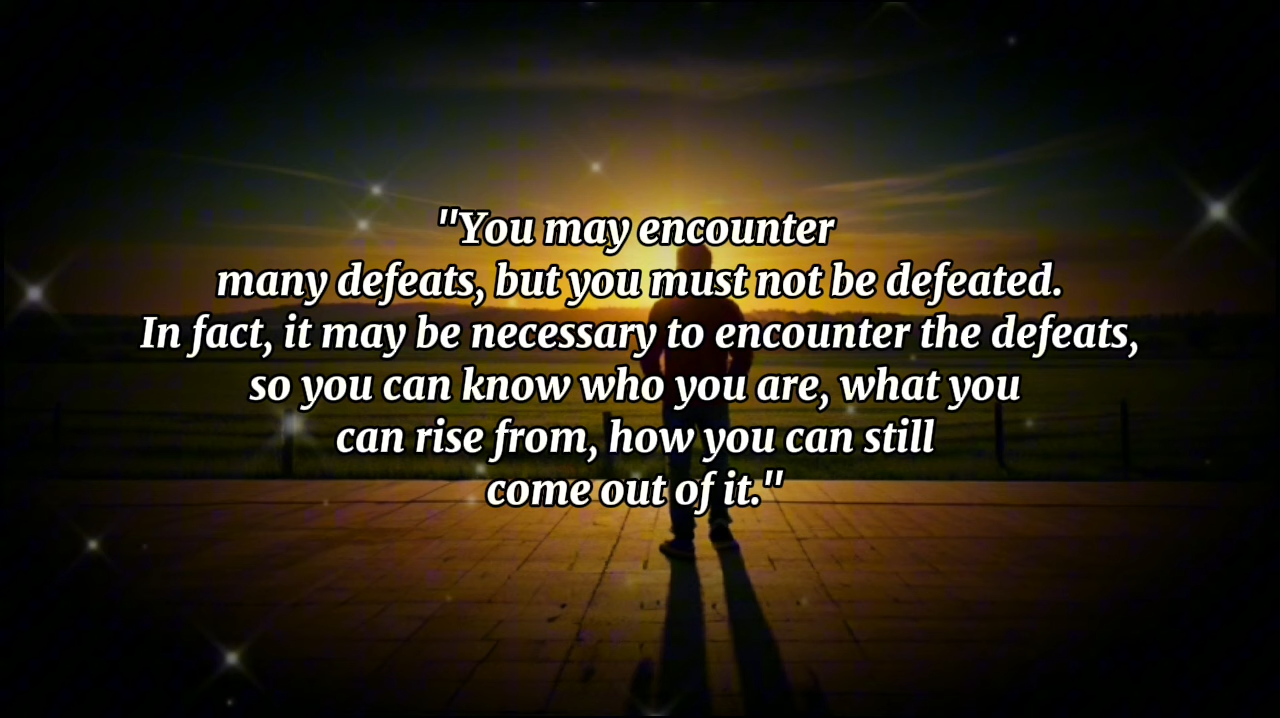 "You may encounter
many defeats, but you must not be defeated.
In fact, it may be necessary to encounter the defeats,
so you can know who you are, what you
can rise from, how you can still
come out of it."